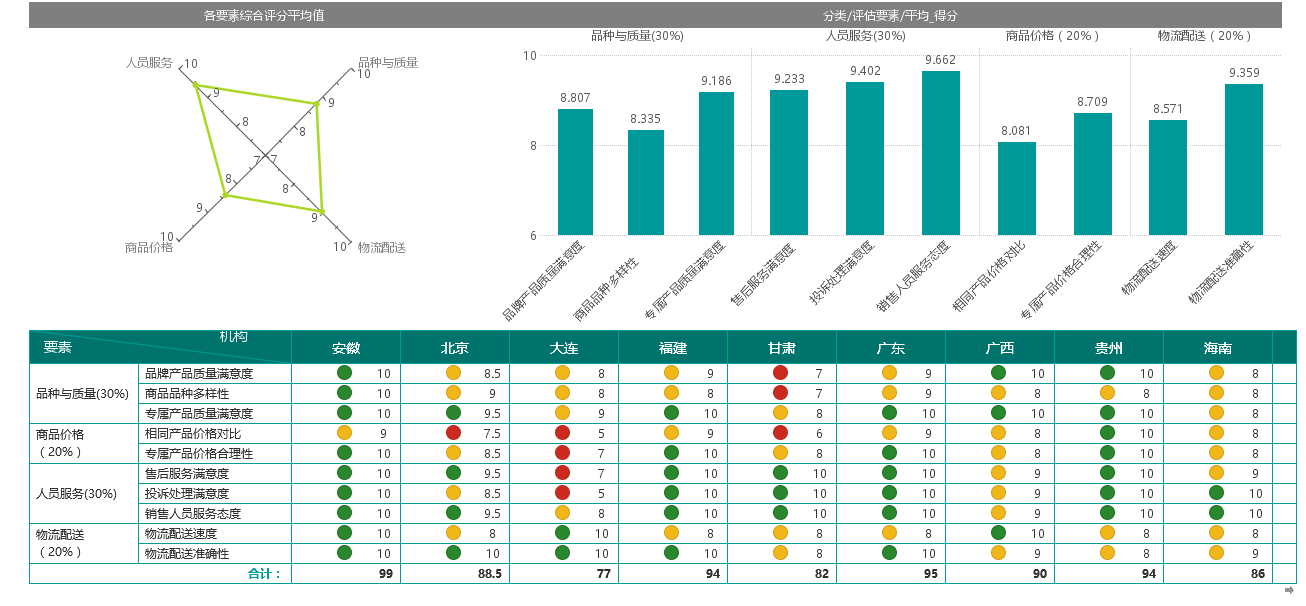 各要素综合评分平均值
分类/评估要素/平均_得分
人员服务
10
9
8
7
品种与质量
10
9
8
7
商品价格
10
9
8
物流配送
10
9
8
品种与质量(30%)
人员服务(30%)
商品价格（20%）
物流配送（20%）
10
8
6
8.807
8.335
9.186
9.233
9.402
9.662
8.081
8.709
8.571
9.359
品牌产品质量满意度
商品品种多样性
专属产品质量满意度
售后服务满意度
投诉处理满意度
销售人员服务态度
相同产品价格对比
专属产品价格合理性
物流配送速度
物流配送准确性
要素 机构 安徽 北京 大连 福建 甘肃 广东 广西 贵州 海南
品种与质量(30%)
品牌产品质量满意度 10 8.5 8 9 7 9 10 10 8
商品品种多样性 10 9 8 8 7 9 8 8 8
专属产品质量满意度 10 9.5 9 10 8 10 10 10 8
商品价格
（20%）
相同产品价格对比 9 7.5 5 9 6 9 8 10 8
专属产品价格合理性 10 8.5 7 10 8 10 8 10 8
人员服务(30%)
售后服务满意度 10 9.5 7 10 10 10 9 10 9
投诉处理满意度 10 8.5 5 10 10 10 9 10 10
销售人员服务态度 10 9.5 8 10 10 10 9 10 10
物流配送
（20%）
物流配送速度 10 8 10 8 8 8 10 8 8
物流配送准确性 10 10 10 10 8 10 9 8 9
合计： 99 88.5 77 94 82 95 90 94 86